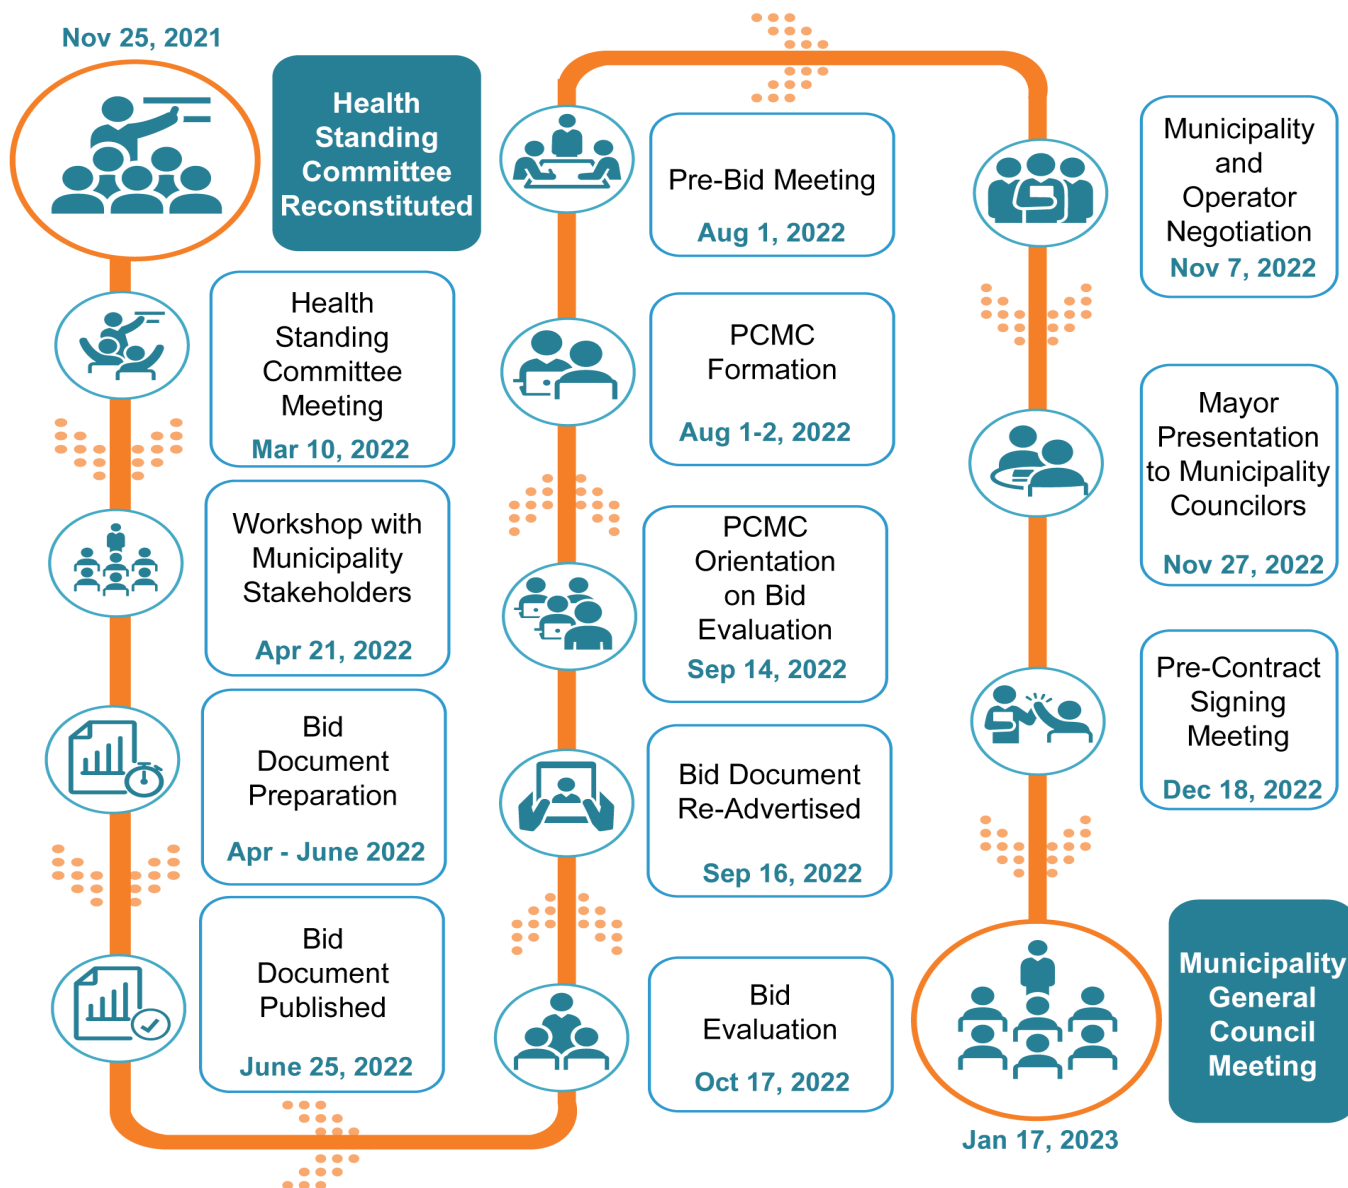 Nov 25, 2021
Health
Standing
Committee
Reconstituted
Health
Standing
Committee
Meeting
Mar 10, 2022
Workshop with
Municipality
Stakeholders
Apr 21, 2022
Bid
Document
Preparation
Apr - June 2022
Bid
Document
Published
June 25, 2022
Pre-Bid Meeting
Aug 1, 2022
PCMC
Formation
Aug 1-2, 2022
PCMC
Orientation
on Bid
Evaluation
Sep 14, 2022
Bid Document
Re-Advertised
Sep 16, 2022
Bid
Evaluation
Oct 17, 2022
Municipality
and
Operator
Negotiation
Nov 7, 2022
Mayor
Presentation
to Municipality
Councilors
Nov 27, 2022
Pre-Contract
Signing
Meeting
Dec 18, 2022
Municipality
General
Council
Meeting
Jan 17, 2023